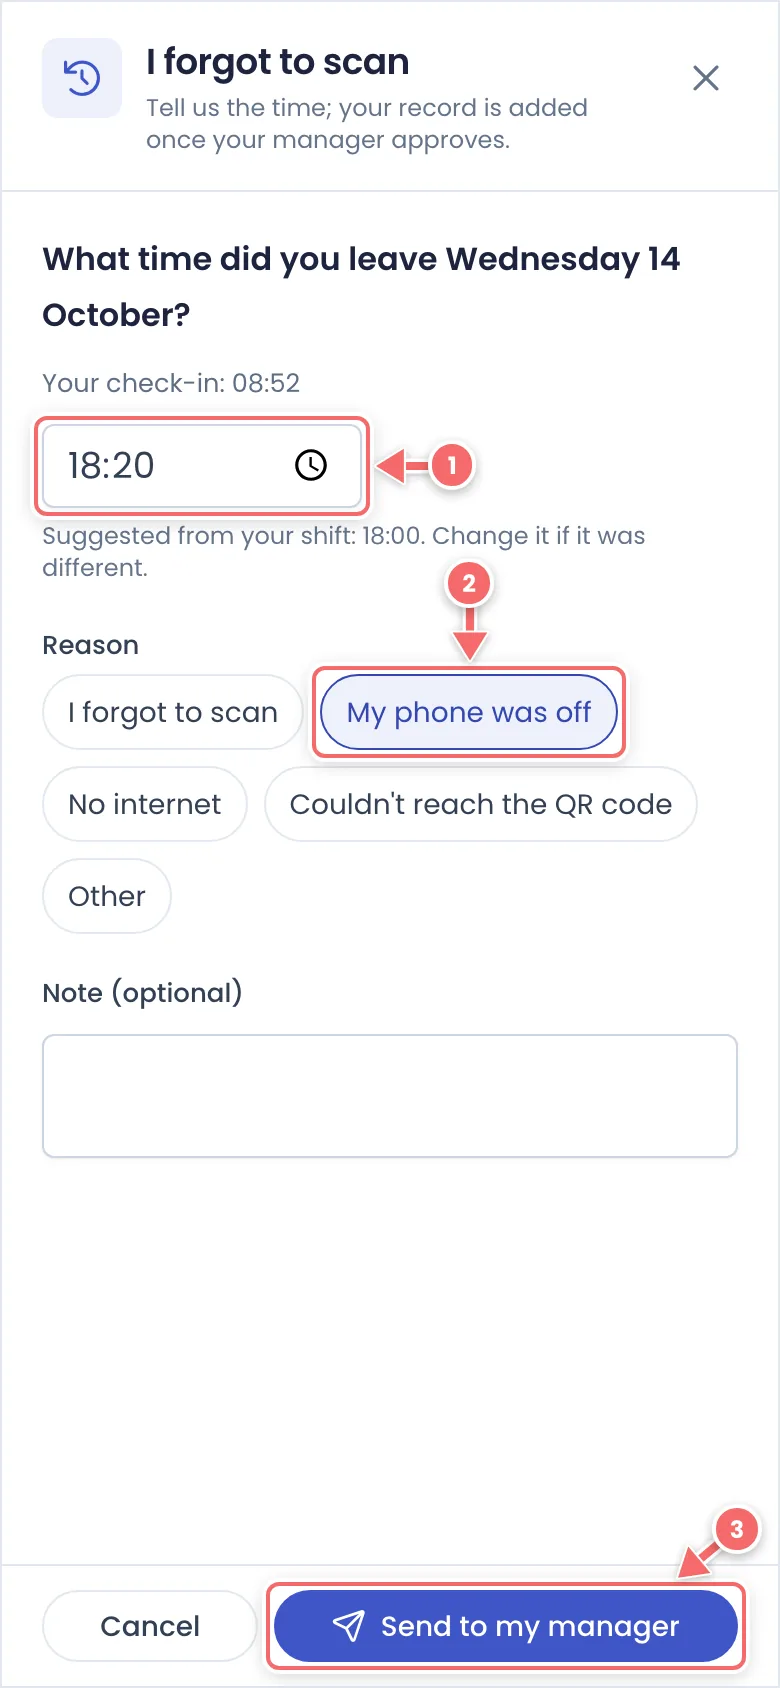 I forgot to scan
Tell us the time; your record is added
once your manager approves.
What time did you leave Wednesday 14
October?
Your check-in: 08:52
18:20
1
Suggested from your shift: 18:00. Change it if it was
different.
2
Reason
I forgot to scan
My phone was off
No internet
Couldn't reach the QR code
Other
Note (optional)
3
Cancel
Send to my manager